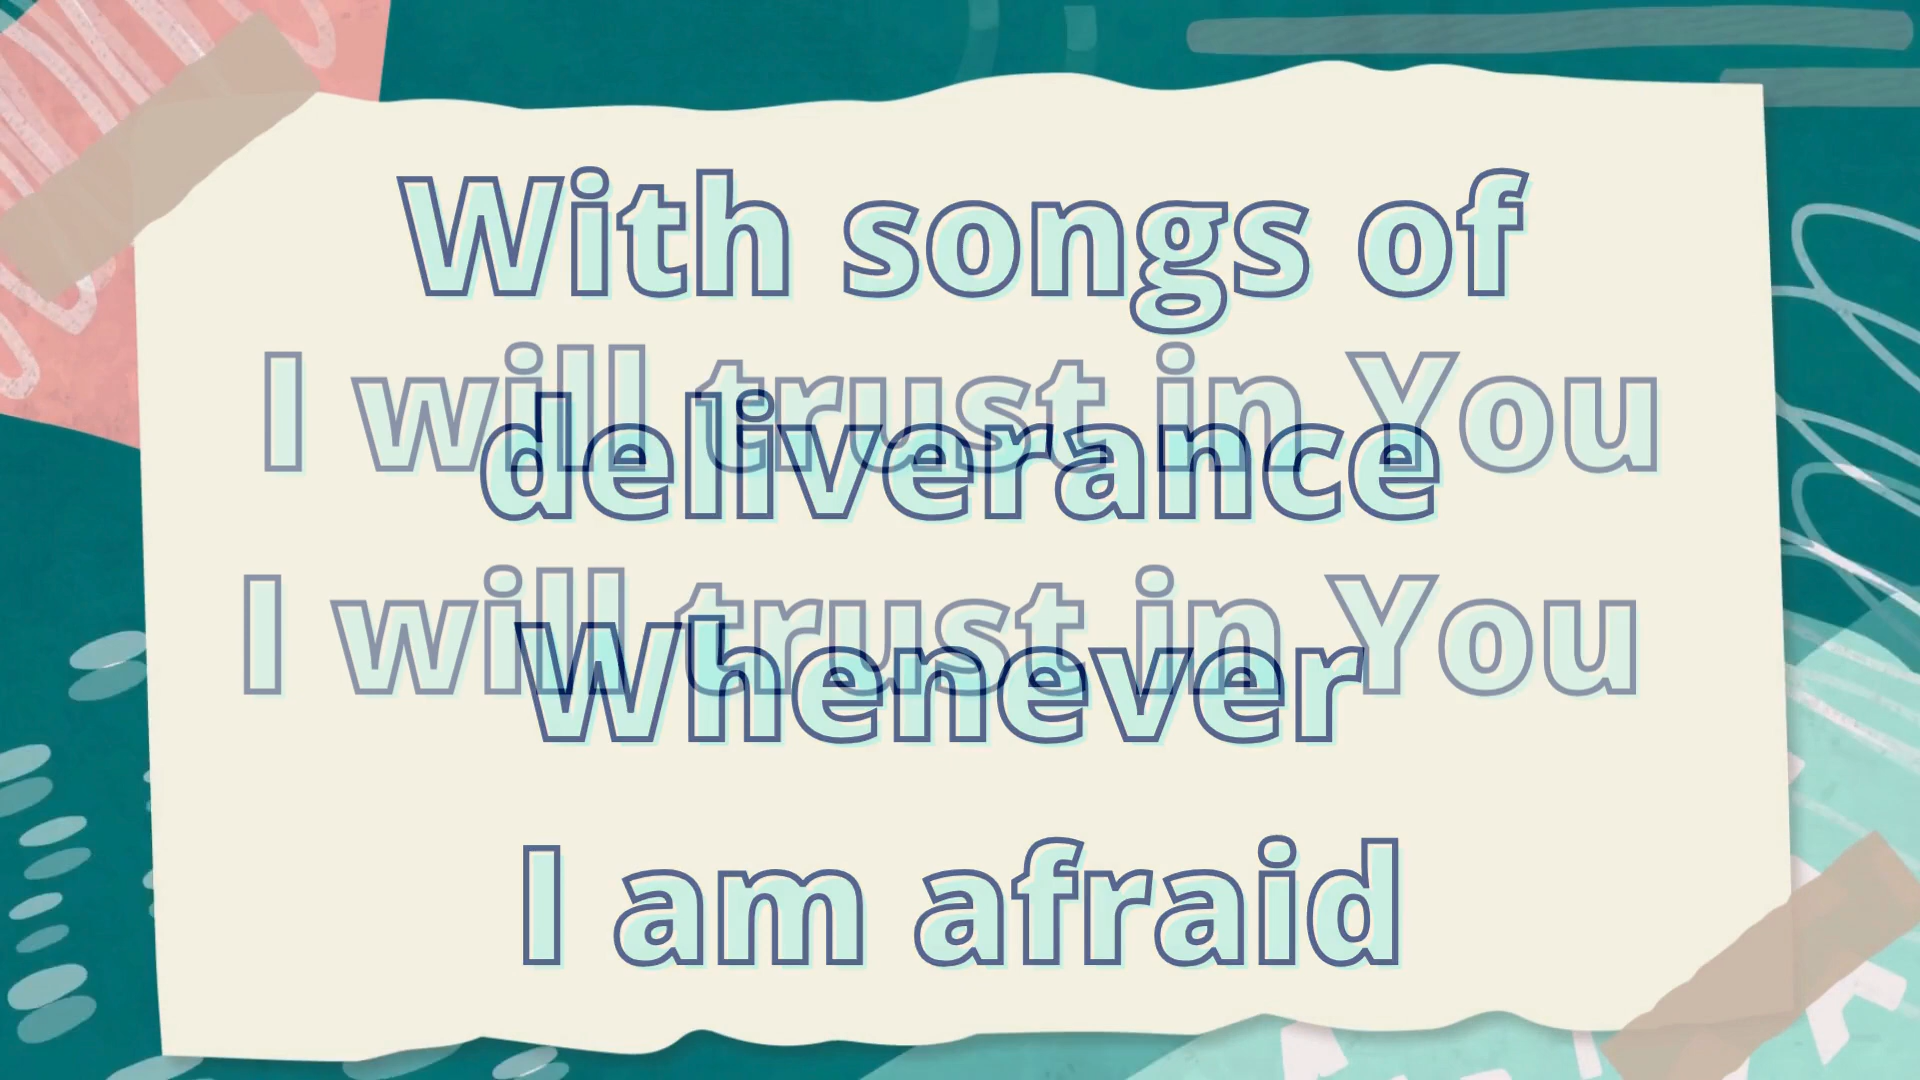 With songs of
I will trust in You
deliverance
I will trust in You
Whenever
I am afraid